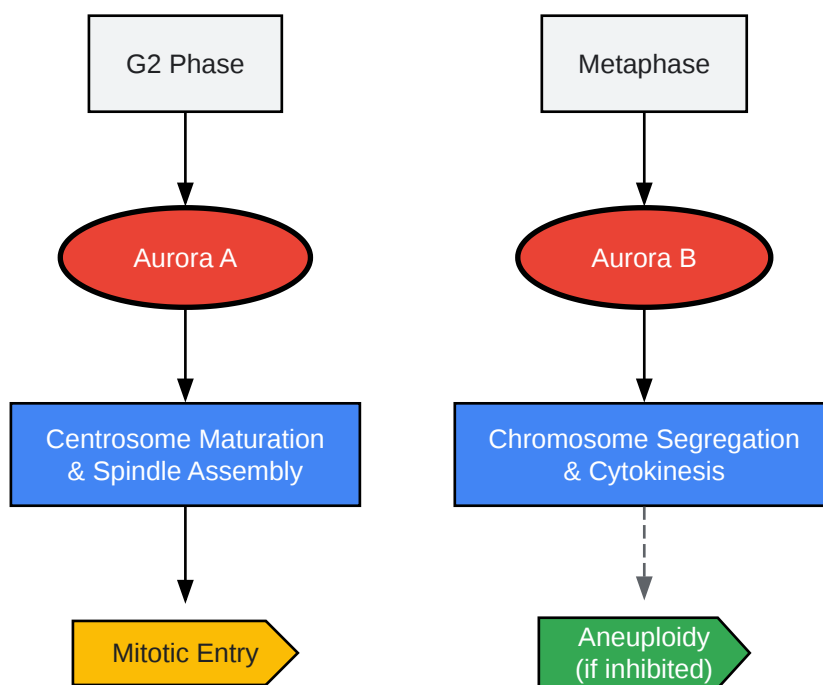 G2 Phase
Metaphase
Aurora A
Aurora B
Centrosome Maturation
& Spindle Assembly
Chromosome Segregation
& Cytokinesis
Mitotic Entry
Aneuploidy
(if inhibited)